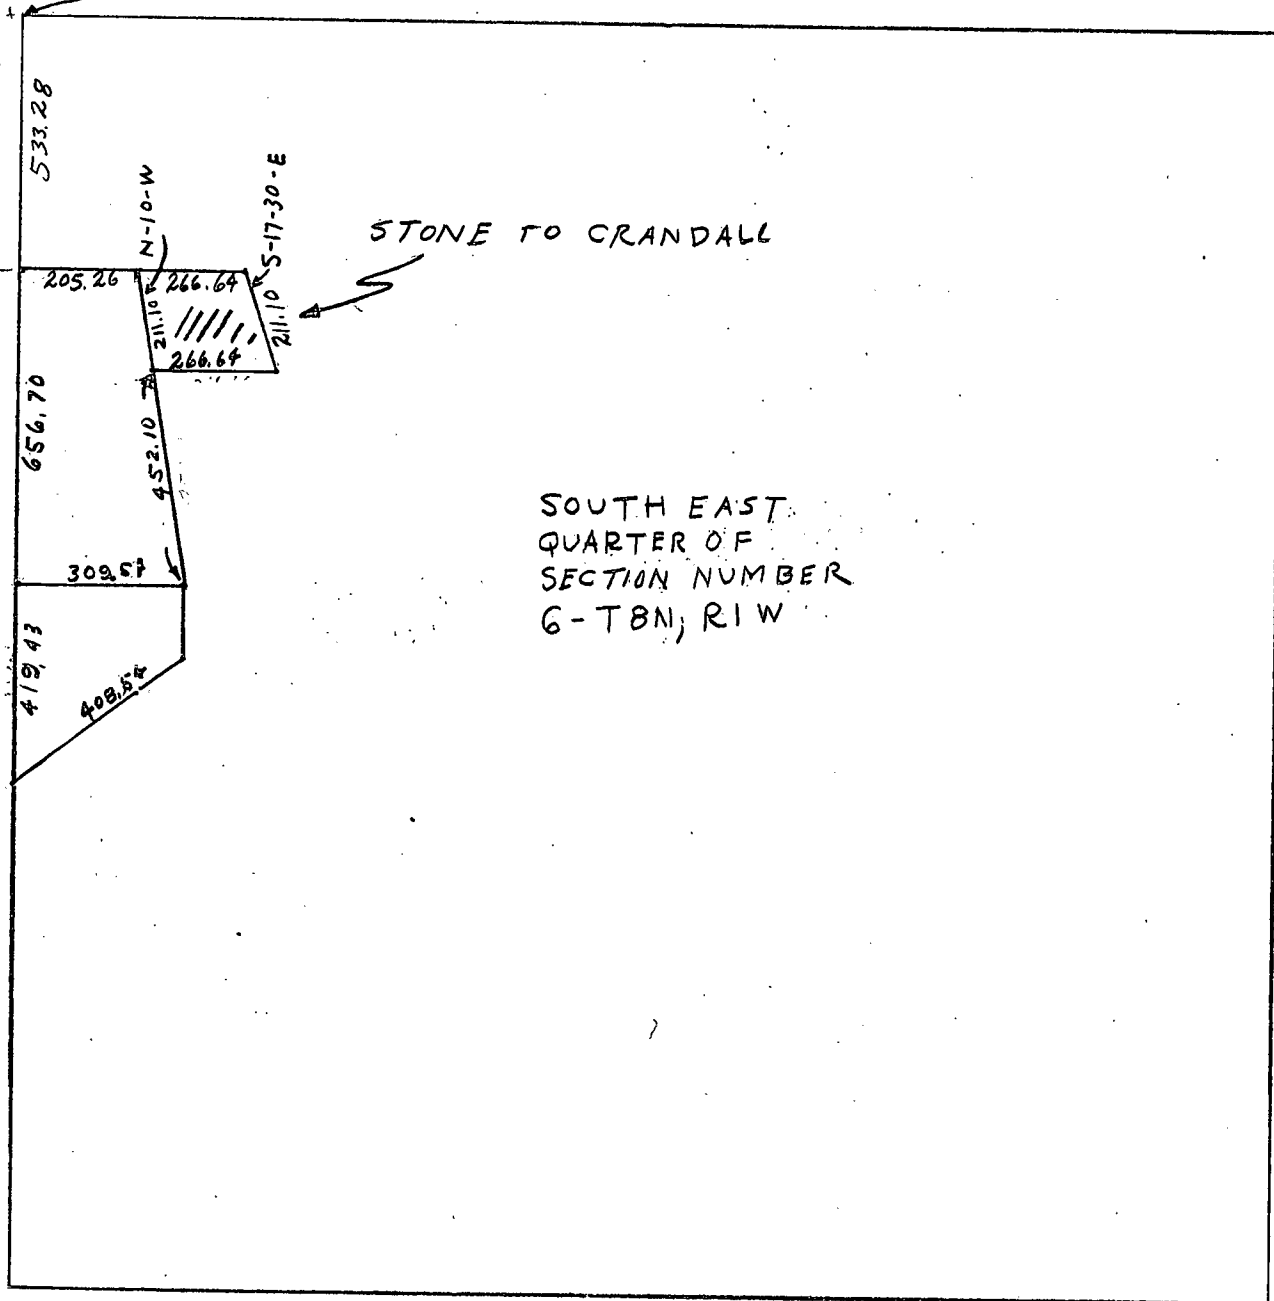 533.28
N-10-W
S-17-30-E
STONE TO CRANDALL
205.26
266.64
211.10
211.10
266.64
656.70
452.10
SOUTH EAST
QUARTER OF
SECTION NUMBER
6-T8N, R1W
309.57
419.43
408.54